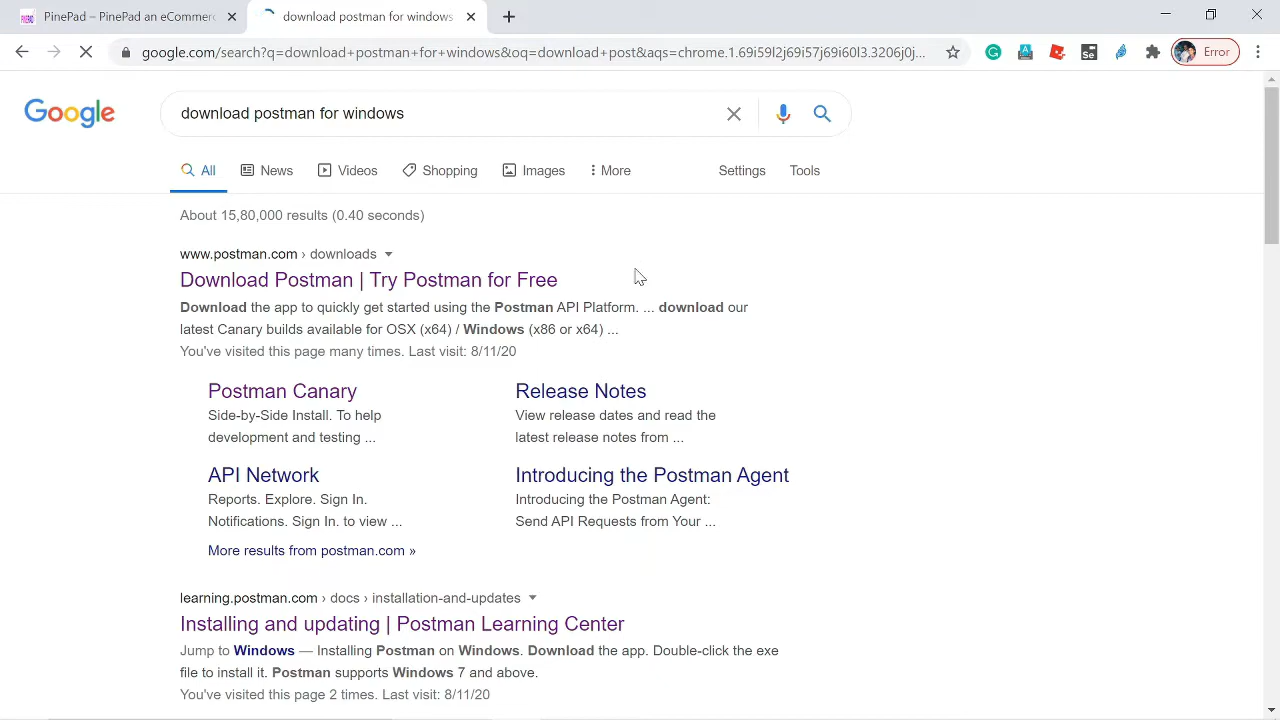 PinePad - PinePad an eCommerc
download postman for windows
google.com/search?q=download+postman+for+windows&oq=download+post&aqs=chrome.1.69i59l2j69i57j69i60l3.3206j0j...
Error
Google
download postman for windows
All
News
Videos
Shopping
Images
More
Settings
Tools
About 15,80,000 results (0.40 seconds)
www.postman.com › downloads
Download Postman | Try Postman for Free
Download the app to quickly get started using the Postman API Platform. ... download our
latest Canary builds available for OSX (x64) / Windows (x86 or x64) ...
You've visited this page many times. Last visit: 8/11/20
Postman Canary
Side-by-Side Install. To help
development and testing ...
Release Notes
View release dates and read the
latest release notes from ...
API Network
Reports. Explore. Sign In.
Notifications. Sign In. to view ...
Introducing the Postman Agent
Introducing the Postman Agent:
Send API Requests from Your ...
More results from postman.com »
learning.postman.com › docs › installation-and-updates
Installing and updating | Postman Learning Center
Jump to Windows — Installing Postman on Windows. Download the app. Double-click the exe
file to install it. Postman supports Windows 7 and above.
You've visited this page 2 times. Last visit: 8/11/20